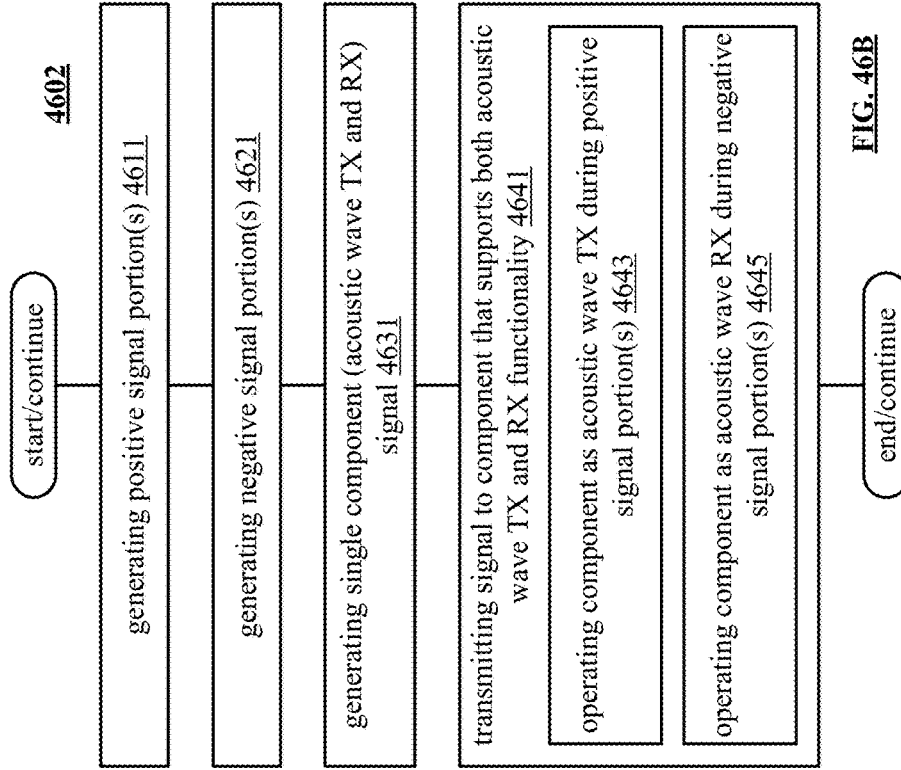 4602
start/continue
generating positive signal portion(s) 4611
generating negative signal portion(s) 4621
generating single component (acoustic wave TX and RX)
signal 4631
transmitting signal to component that supports both acoustic
wave TX and RX functionality 4641
operating component as acoustic wave TX during positive
signal portion(s) 4643
operating component as acoustic wave RX during negative
signal portion(s) 4645
end/continue
FIG. 46B